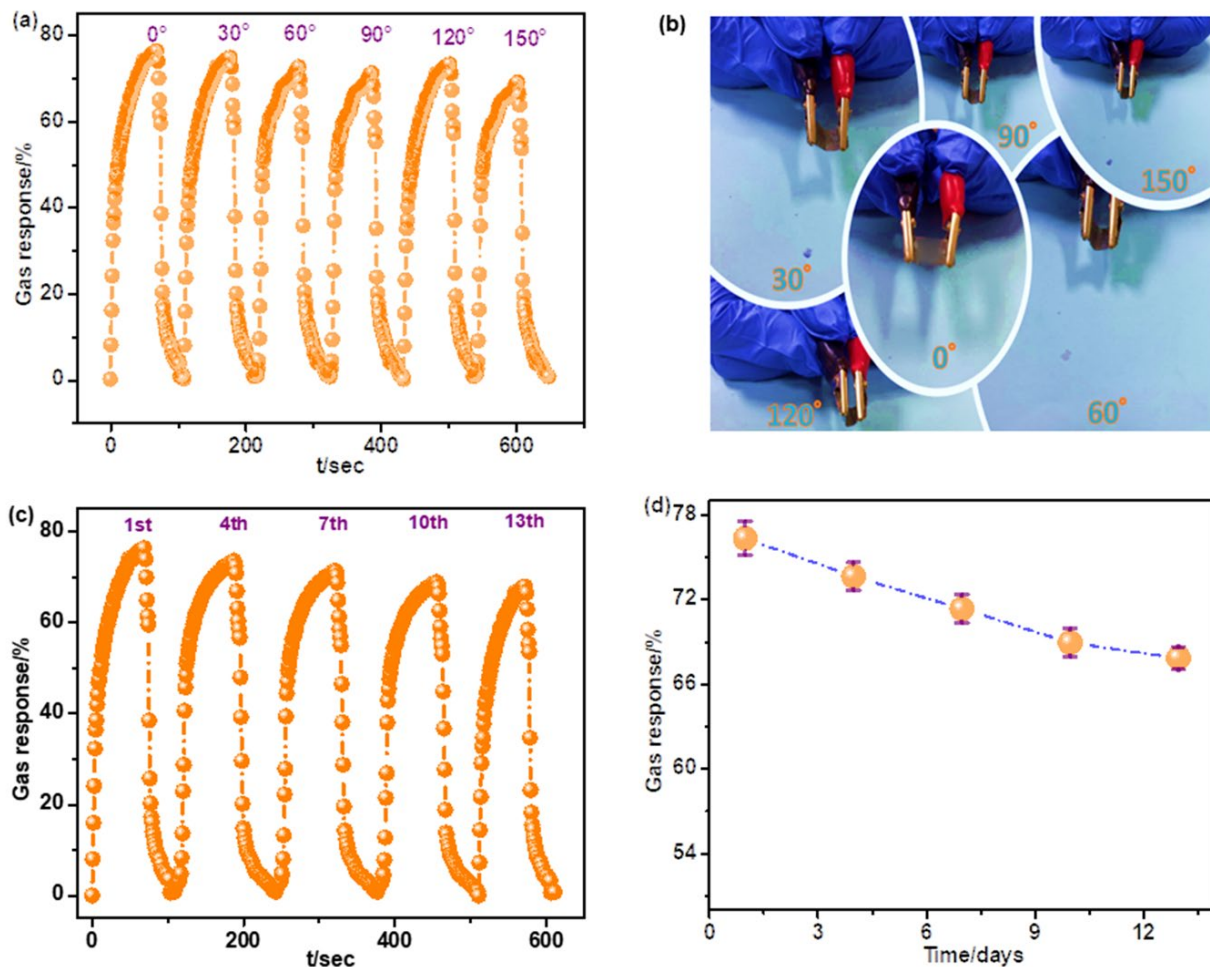 (a)
0° 30° 60° 90° 120° 150°
80
60
40
20
0
Gas response/%
0 200 400 600
t/sec
(b)
90°
150°
30°
0°
120°
60°
(c)
1st 4th 7th 10th 13th
80
60
40
20
0
Gas response/%
0 200 400 600
t/sec
(d)
78
72
66
60
54
Gas response/%
0 3 6 9 12
Time/days